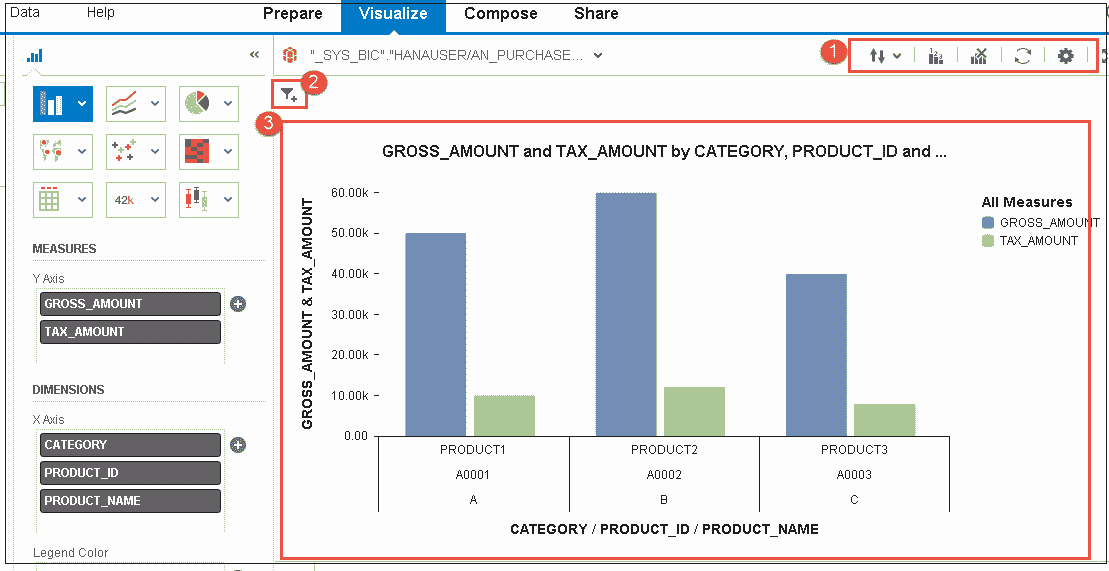 Data
Help
Prepare
Visualize
Compose
Share
"_SYS_BIC"."HANAUSER/AN_PURCHASE...
1
123
2
3
42k
MEASURES
Y Axis
GROSS_AMOUNT
TAX_AMOUNT
DIMENSIONS
X Axis
CATEGORY
PRODUCT_ID
PRODUCT_NAME
Legend Color
GROSS_AMOUNT and TAX_AMOUNT by CATEGORY, PRODUCT_ID and ...
GROSS_AMOUNT & TAX_AMOUNT
60.00k
50.00k
40.00k
30.00k
20.00k
10.00k
0.00
PRODUCT1
PRODUCT2
PRODUCT3
A0001
A0002
A0003
A
B
C
CATEGORY / PRODUCT_ID / PRODUCT_NAME
All Measures
GROSS_AMOUNT
TAX_AMOUNT